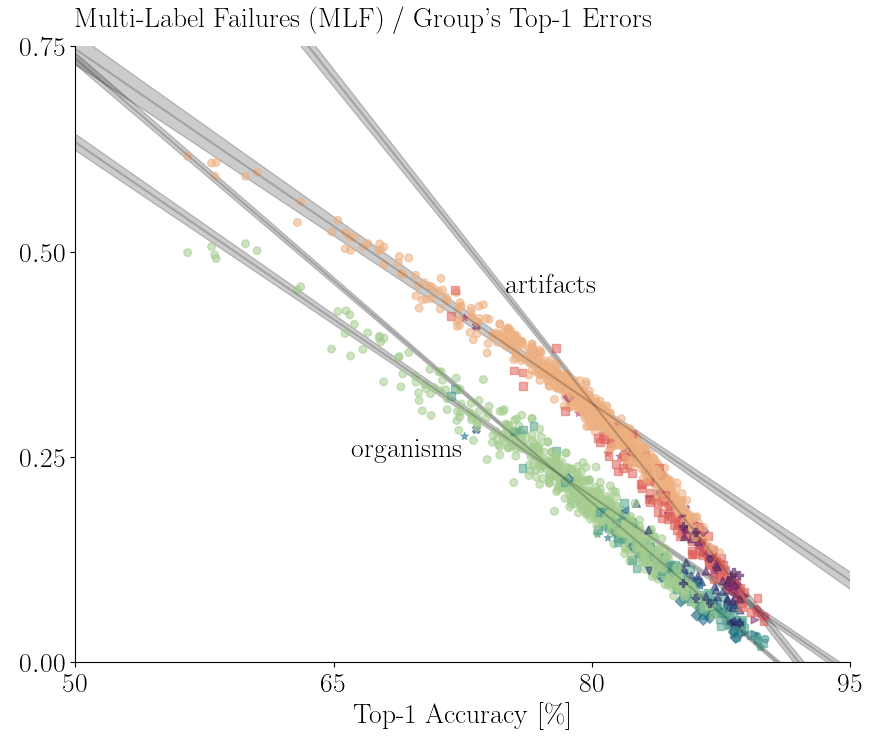 Multi-Label Failures (MLF) / Group's Top-1 Errors
0.75
0.50
0.25
0.00
artifacts
organisms
50 65 80 95
Top-1 Accuracy [%]